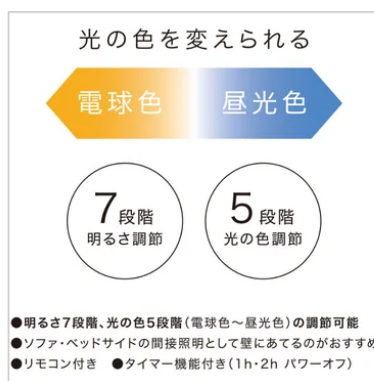 光の色を変えられる
電球色 昼光色
7段階
明るさ調節
5段階
光の色調節
●明るさ7段階、光の色5段階(電球色〜昼光色)の調節可能
●ソファ・ベッドサイドの間接照明として壁にあてるのがおすすめ
●リモコン付き ●タイマー機能付き(1h・2h パワーオフ)